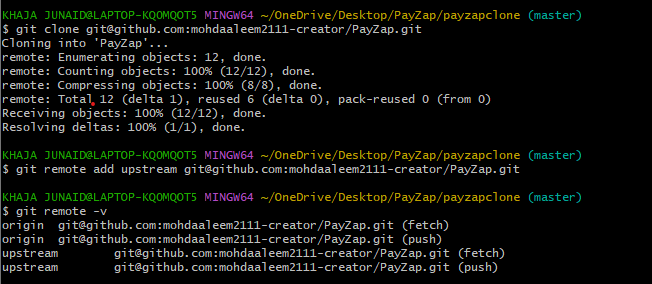 KHAJA JUNAID@LAPTOP-KQOMQOT5 MINGW64 ~/OneDrive/Desktop/PayZap/payzapclone (master)
$ git clone git@github.com:mohdaaleem2111-creator/PayZap.git
Cloning into 'PayZap'...
remote: Enumerating objects: 12, done.
remote: Counting objects: 100% (12/12), done.
remote: Compressing objects: 100% (8/8), done.
remote: Total 12 (delta 1), reused 6 (delta 0), pack-reused 0 (from 0)
Receiving objects: 100% (12/12), done.
Resolving deltas: 100% (1/1), done.
KHAJA JUNAID@LAPTOP-KQOMQOT5 MINGW64 ~/OneDrive/Desktop/PayZap/payzapclone (master)
$ git remote add upstream git@github.com:mohdaaleem2111-creator/PayZap.git
KHAJA JUNAID@LAPTOP-KQOMQOT5 MINGW64 ~/OneDrive/Desktop/PayZap/payzapclone (master)
$ git remote -v
origin  git@github.com:mohdaaleem2111-creator/PayZap.git (fetch)
origin  git@github.com:mohdaaleem2111-creator/PayZap.git (push)
upstream        git@github.com:mohdaaleem2111-creator/PayZap.git (fetch)
upstream        git@github.com:mohdaaleem2111-creator/PayZap.git (push)